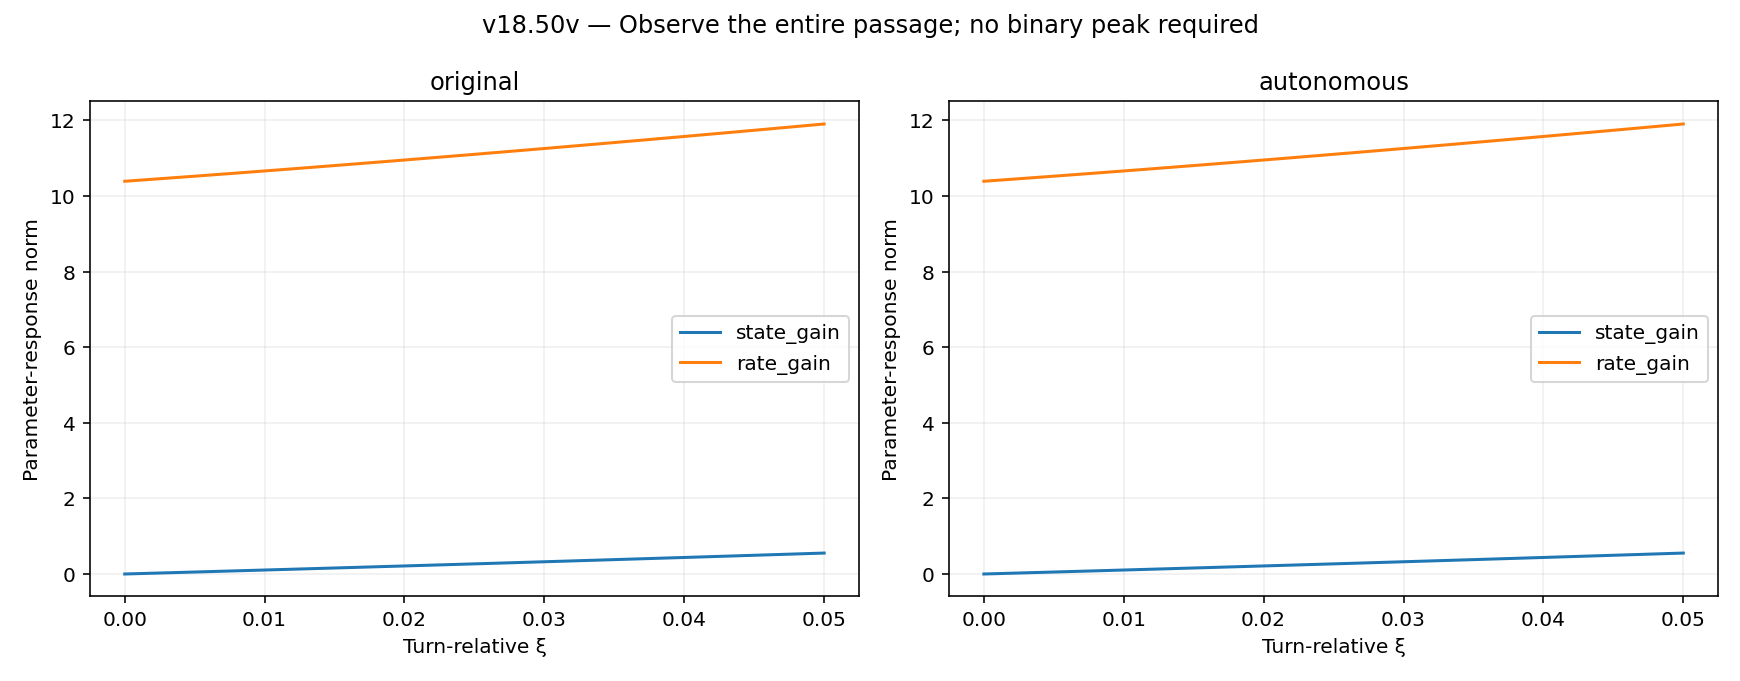 v18.50v — Observe the entire passage; no binary peak required
original
12
10
8
6
4
2
0
Parameter-response norm
state_gain
rate_gain
0.00 0.01 0.02 0.03 0.04 0.05
Turn-relative ξ
autonomous
12
10
8
6
4
2
0
Parameter-response norm
state_gain
rate_gain
0.00 0.01 0.02 0.03 0.04 0.05
Turn-relative ξ